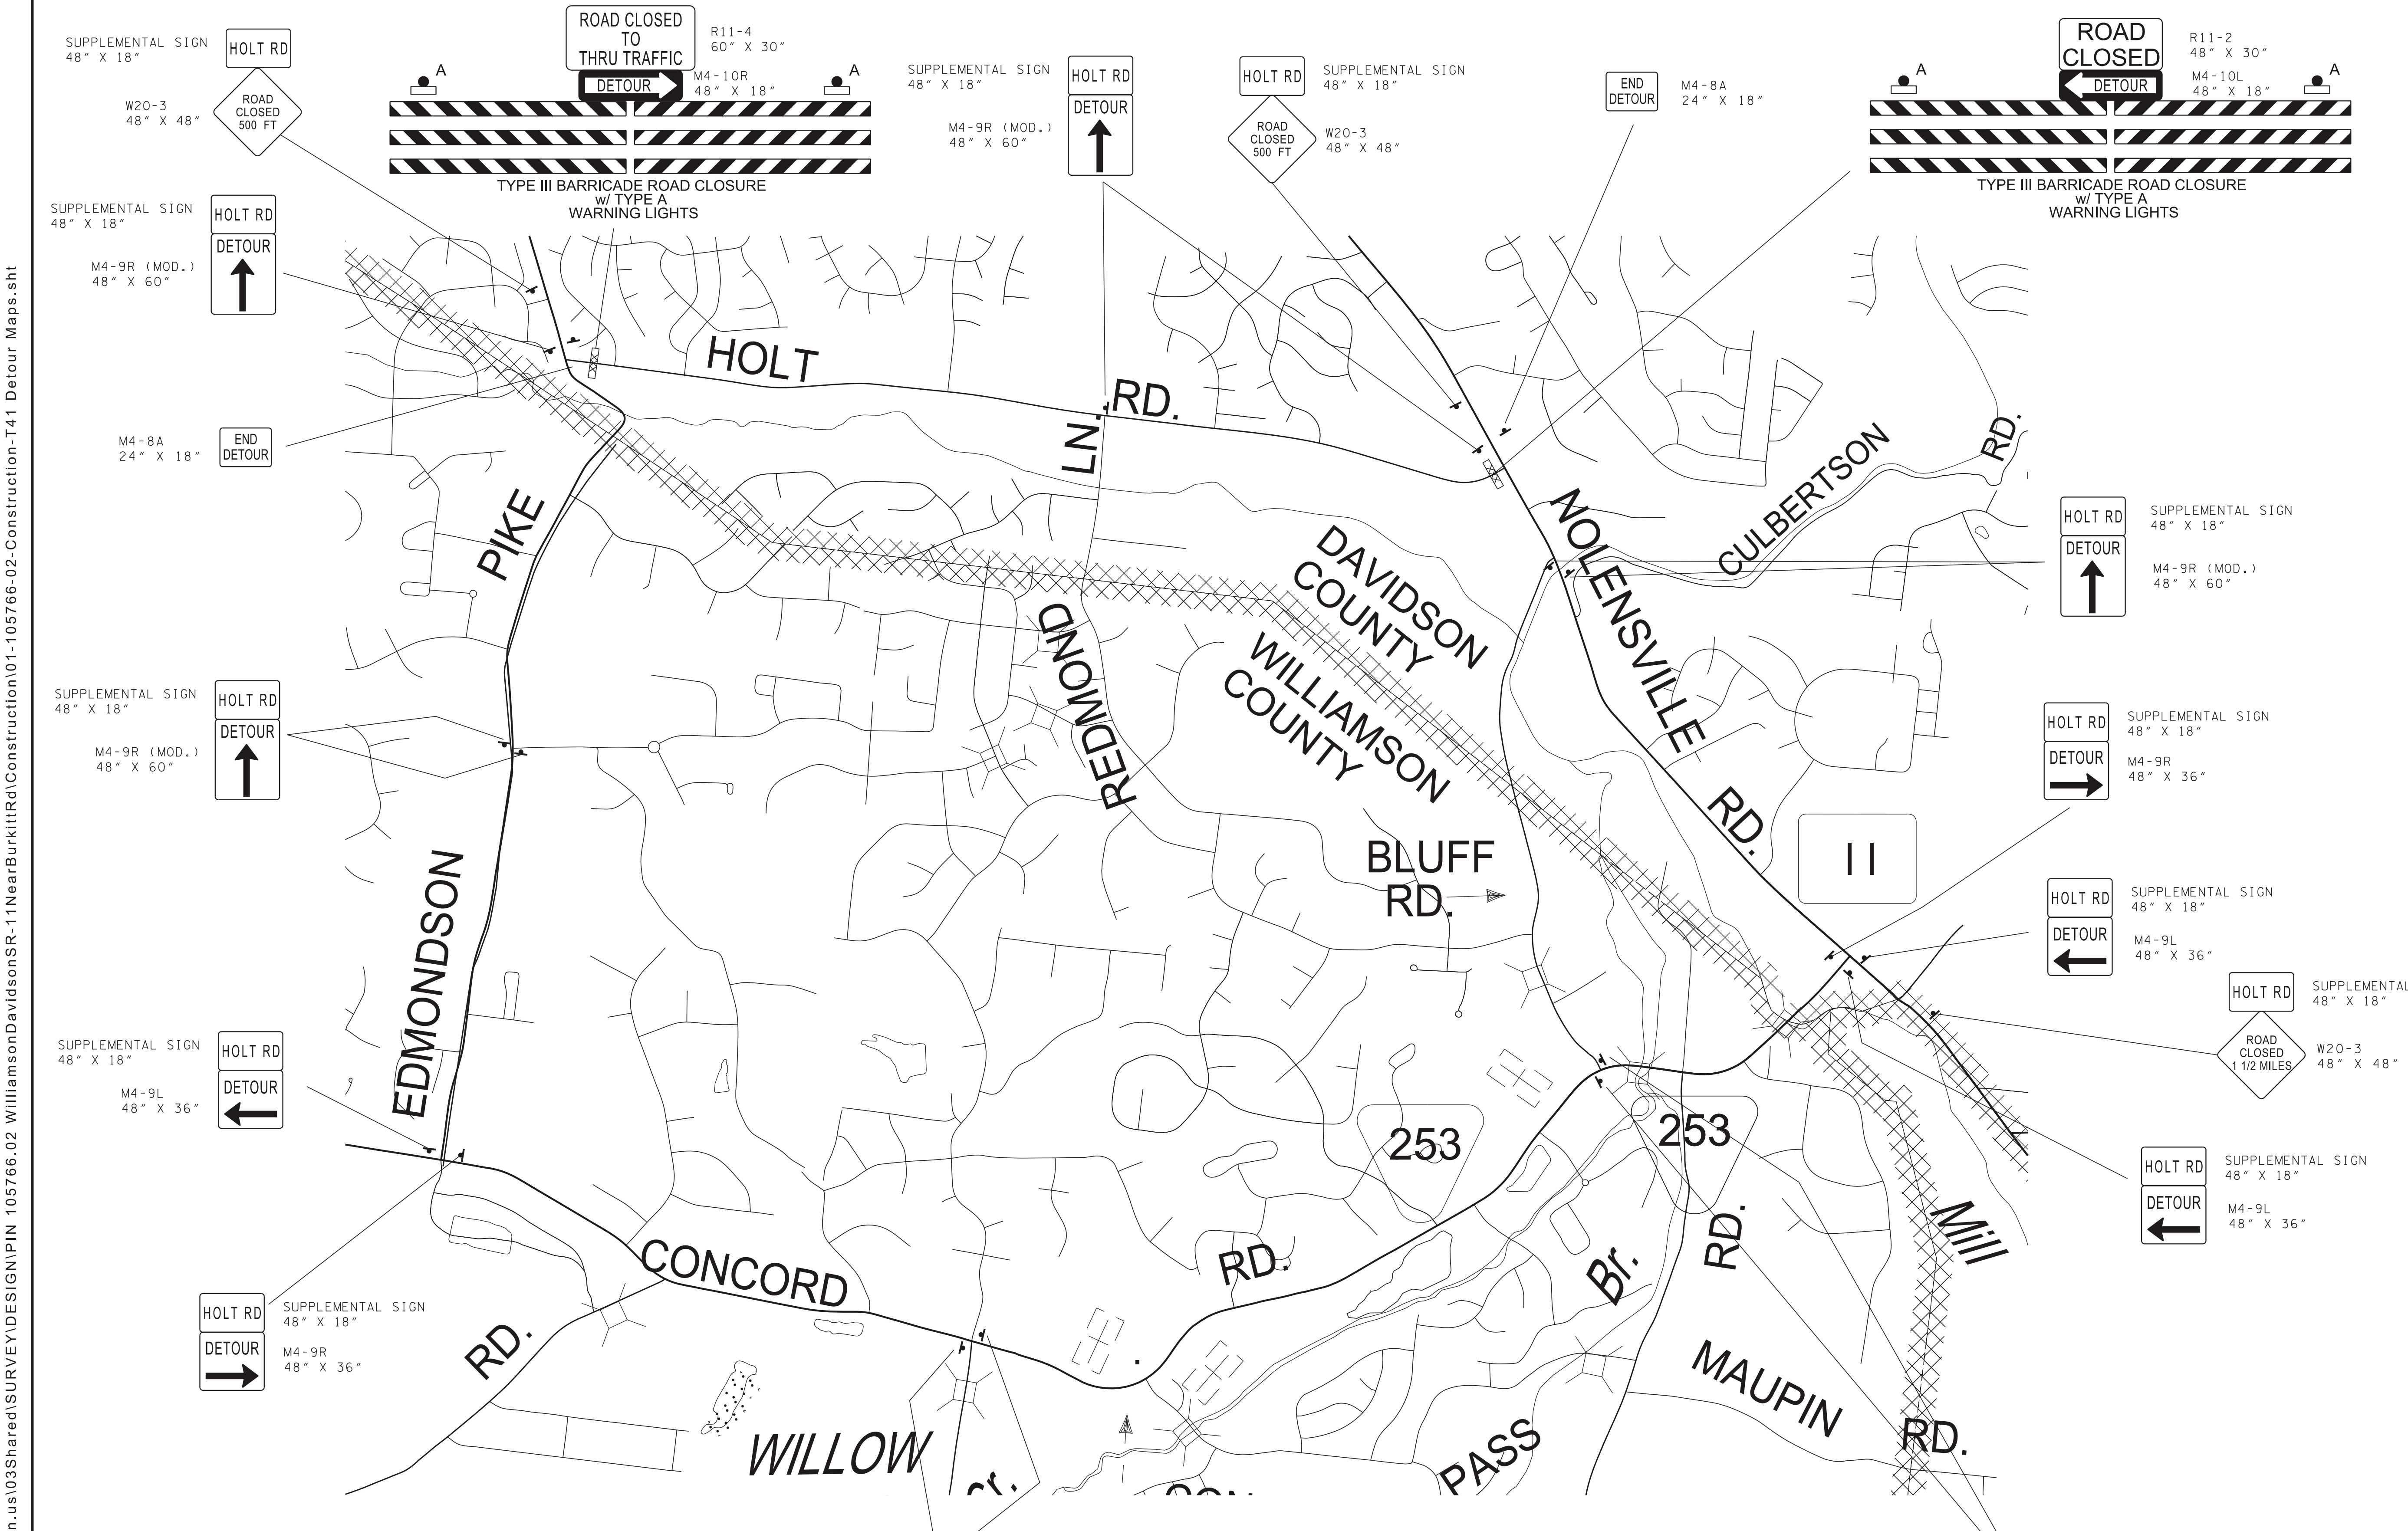 n.us\03Shared\SURVEY\DESIGN\PIN 105766.02 WilliamsonDavidsonSR-11NearBurkittRd\Construction\01-105766-02-Construction-T41 Detour Maps.sht
SUPPLEMENTAL SIGN
48" X 18"
HOLT RD
W20-3
48" X 48"
ROAD
CLOSED
500 FT
ROAD CLOSED
TO
THRU TRAFFIC
R11-4
60" X 30"
A
DETOUR
M4-10R
48" X 18"
A
TYPE III BARRICADE ROAD CLOSURE
w/ TYPE A
WARNING LIGHTS
SUPPLEMENTAL SIGN
48" X 18"
HOLT RD
M4-9R (MOD.)
48" X 60"
DETOUR
HOLT RD
SUPPLEMENTAL SIGN
48" X 18"
ROAD
CLOSED
500 FT
W20-3
48" X 48"
END
DETOUR
M4-8A
24" X 18"
ROAD
CLOSED
R11-2
48" X 30"
A
DETOUR
M4-10L
48" X 18"
A
TYPE III BARRICADE ROAD CLOSURE
w/ TYPE A
WARNING LIGHTS
SUPPLEMENTAL SIGN
48" X 18"
HOLT RD
M4-9R (MOD.)
48" X 60"
DETOUR
M4-8A
24" X 18"
END
DETOUR
SUPPLEMENTAL SIGN
48" X 18"
HOLT RD
M4-9R (MOD.)
48" X 60"
DETOUR
SUPPLEMENTAL SIGN
48" X 18"
HOLT RD
M4-9L
48" X 36"
DETOUR
HOLT RD
SUPPLEMENTAL SIGN
48" X 18"
DETOUR
M4-9R
48" X 36"
HOLT
RD.
LN.
REDMOND
PIKE
EDMONDSON
DAVIDSON
COUNTY
WILLIAMSON
COUNTY
NOLENSVILLE
RD.
CULBERTSON
RD.
BLUFF
RD.
11
253
253
CONCORD
RD.
RD.
WILLOW
Cr.
Br.
RD.
PASS
MAUPIN
RD.
Mill
HOLT RD
SUPPLEMENTAL SIGN
48" X 18"
DETOUR
M4-9R (MOD.)
48" X 60"
HOLT RD
SUPPLEMENTAL SIGN
48" X 18"
DETOUR
M4-9R
48" X 36"
HOLT RD
SUPPLEMENTAL SIGN
48" X 18"
DETOUR
M4-9L
48" X 36"
HOLT RD
SUPPLEMENTAL
48" X 18"
ROAD
CLOSED
1 1/2 MILES
W20-3
48" X 48"
HOLT RD
SUPPLEMENTAL SIGN
48" X 18"
DETOUR
M4-9L
48" X 36"